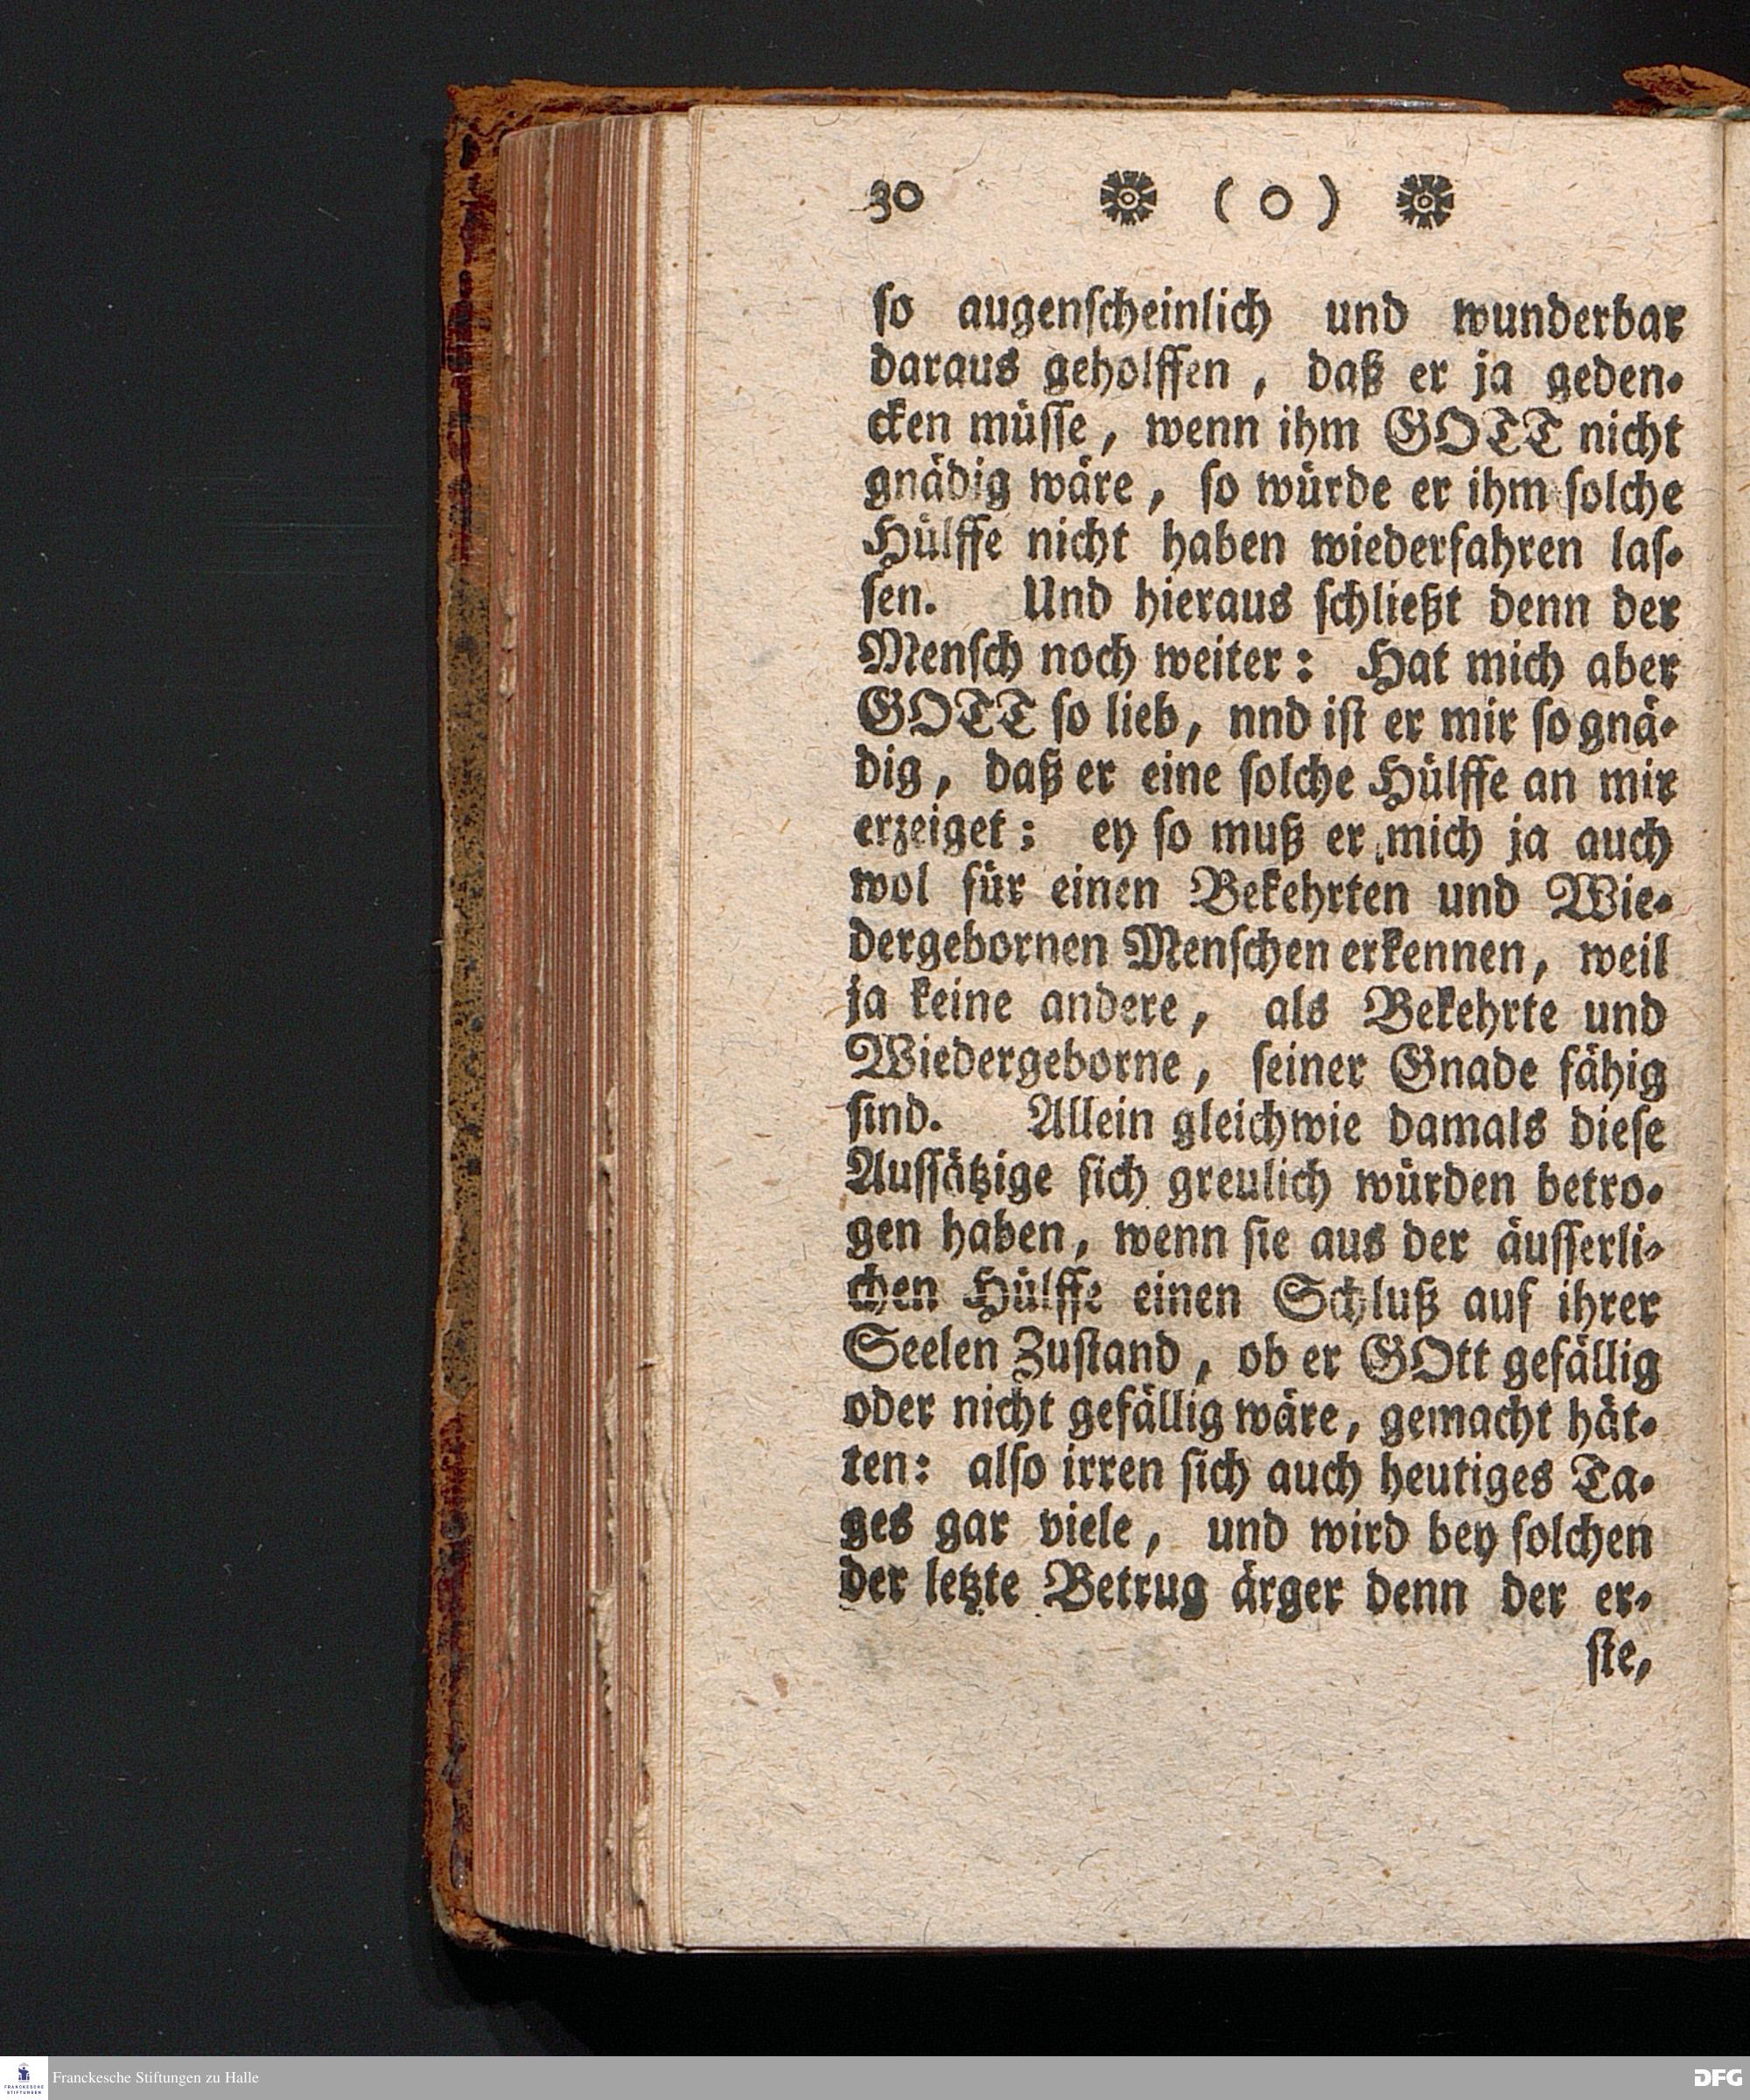 30 ( o )
so augenscheinlich und wunderbar
daraus geholffen, daß er ja geden-
cken müsse, wenn ihm GOTT nicht
gnädig wäre, so würde er ihm solche
Hülffe nicht haben wiederfahren las-
sen. Und hieraus schließt denn der
Mensch noch weiter: Hat mich aber
GOTT so lieb, nnd ist er mir so gnä-
dig, daß er eine solche Hülffe an mir
erzeiget: ey so muß er mich ja auch
wol für einen Bekehrten und Wie-
dergebornen Menschen erkennen, weil
ja keine andere, als Bekehrte und
Wiedergeborne, seiner Gnade fähig
sind. Allein gleichwie damals diese
Aussätzige sich greulich würden betro-
gen haben, wenn sie aus der äusserli-
chen Hülffe einen Schluß auf ihrer
Seelen Zustand, ob er GOtt gefällig
oder nicht gefällig wäre, gemacht hät-
ten: also irren sich auch heutiges Ta-
ges gar viele, und wird bey solchen
der letzte Betrug ärger denn der er-
ste,
FRANCKESCHE STIFTUNGEN
Franckesche Stiftungen zu Halle
DFG